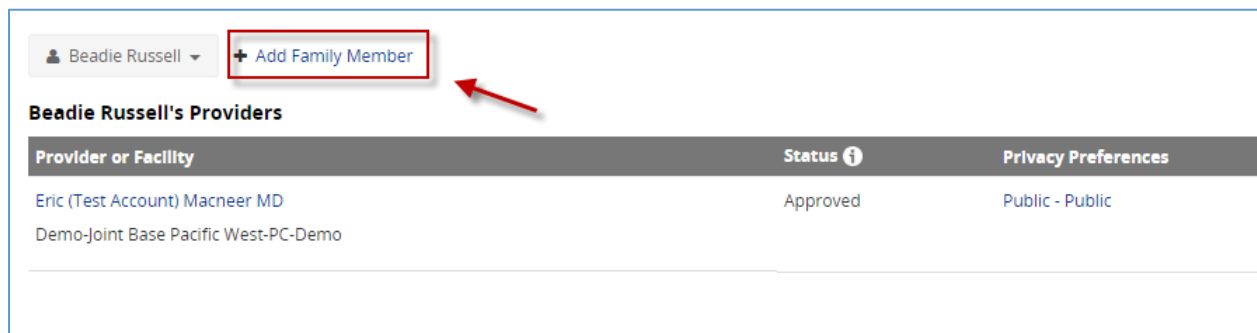 Beadie Russell + Add Family Member
Beadie Russell's Providers
Provider or Facility Status Privacy Preferences
Eric (Test Account) Macneer MD Approved Public - Public
Demo-Joint Base Pacific West-PC-Demo